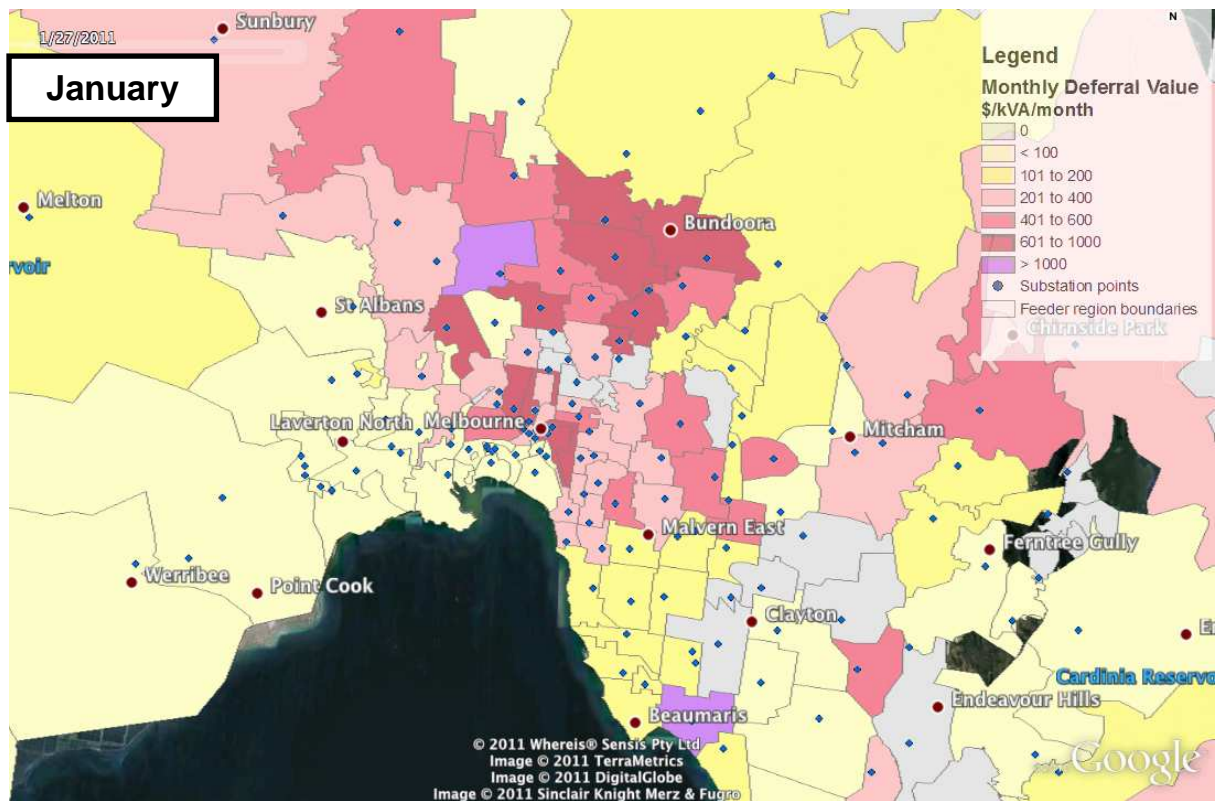 Sunbury
1/27/2011
January
N
Legend
Monthly Deferral Value
$/kVA/month
0
< 100
101 to 200
201 to 400
401 to 600
601 to 1000
> 1000
Substation points
Feeder region boundaries
Chirnside Park
Melton
Bundoora
rvoir
St Albans
Laverton North
Melbourne
Mitcham
Malvern East
Ferntree Gully
Werribee
Point Cook
Clayton
Cardinia Reservo
Endeavour Hills
Beaumaris
© 2011 Whereis® Sensis Pty Ltd
Image © 2011 TerraMetrics
Image © 2011 DigitalGlobe
Image © 2011 Sinclair Knight Merz & Fugro
Google